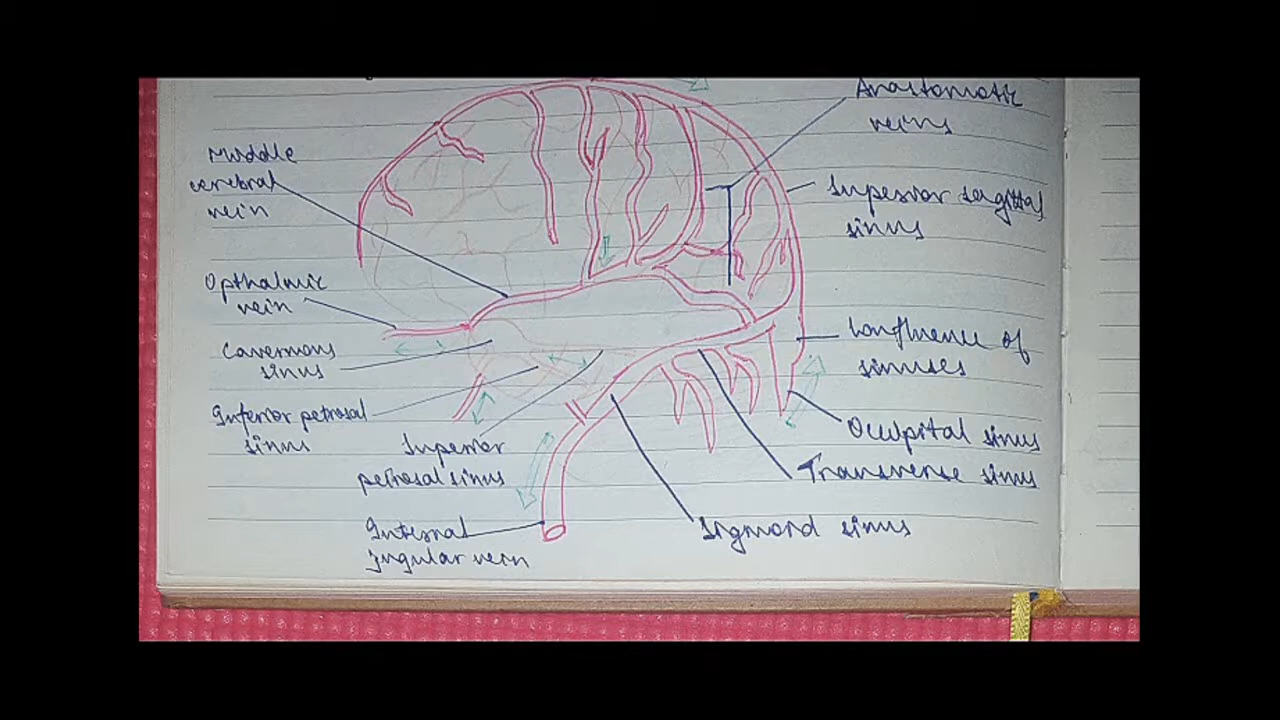 Middle
cerebral
vein
Opthalmic
vein
Cavernous
sinus
Inferior petrosal
sinus
Superior
petrosal sinus
Internal
jugular vein
Anastomotic
veins
Superior sagittal
sinus
Confluence of
sinuses
Occipital sinus
Transverse sinus
Sigmoid sinus